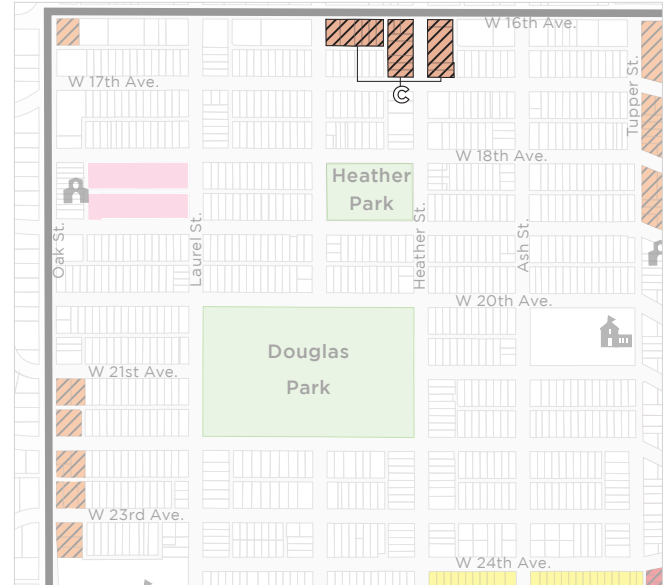 W 16th Ave.
W 17th Ave.
Tupper St.
C
W 18th Ave.
Heather
Park
Oak St.
Laurel St.
Heather St.
Ash St.
W 20th Ave.
Douglas
Park
W 21st Ave.
W 23rd Ave.
W 24th Ave.